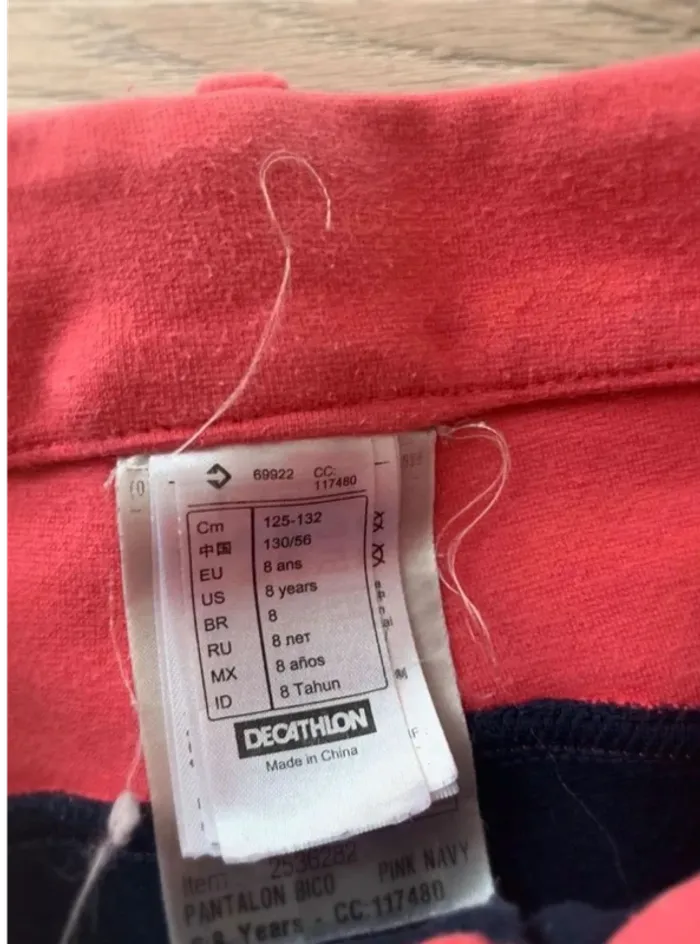 69922 CC:
117480
Cm 125-132
中国 130/56
EU 8 ans
US 8 years
BR 8
RU 8 лет
MX 8 años
ID 8 Tahun
DECATHLON
Made in China
Item 2536282
PANTALON BICO PINK NAVY
8 Years - CC:117480